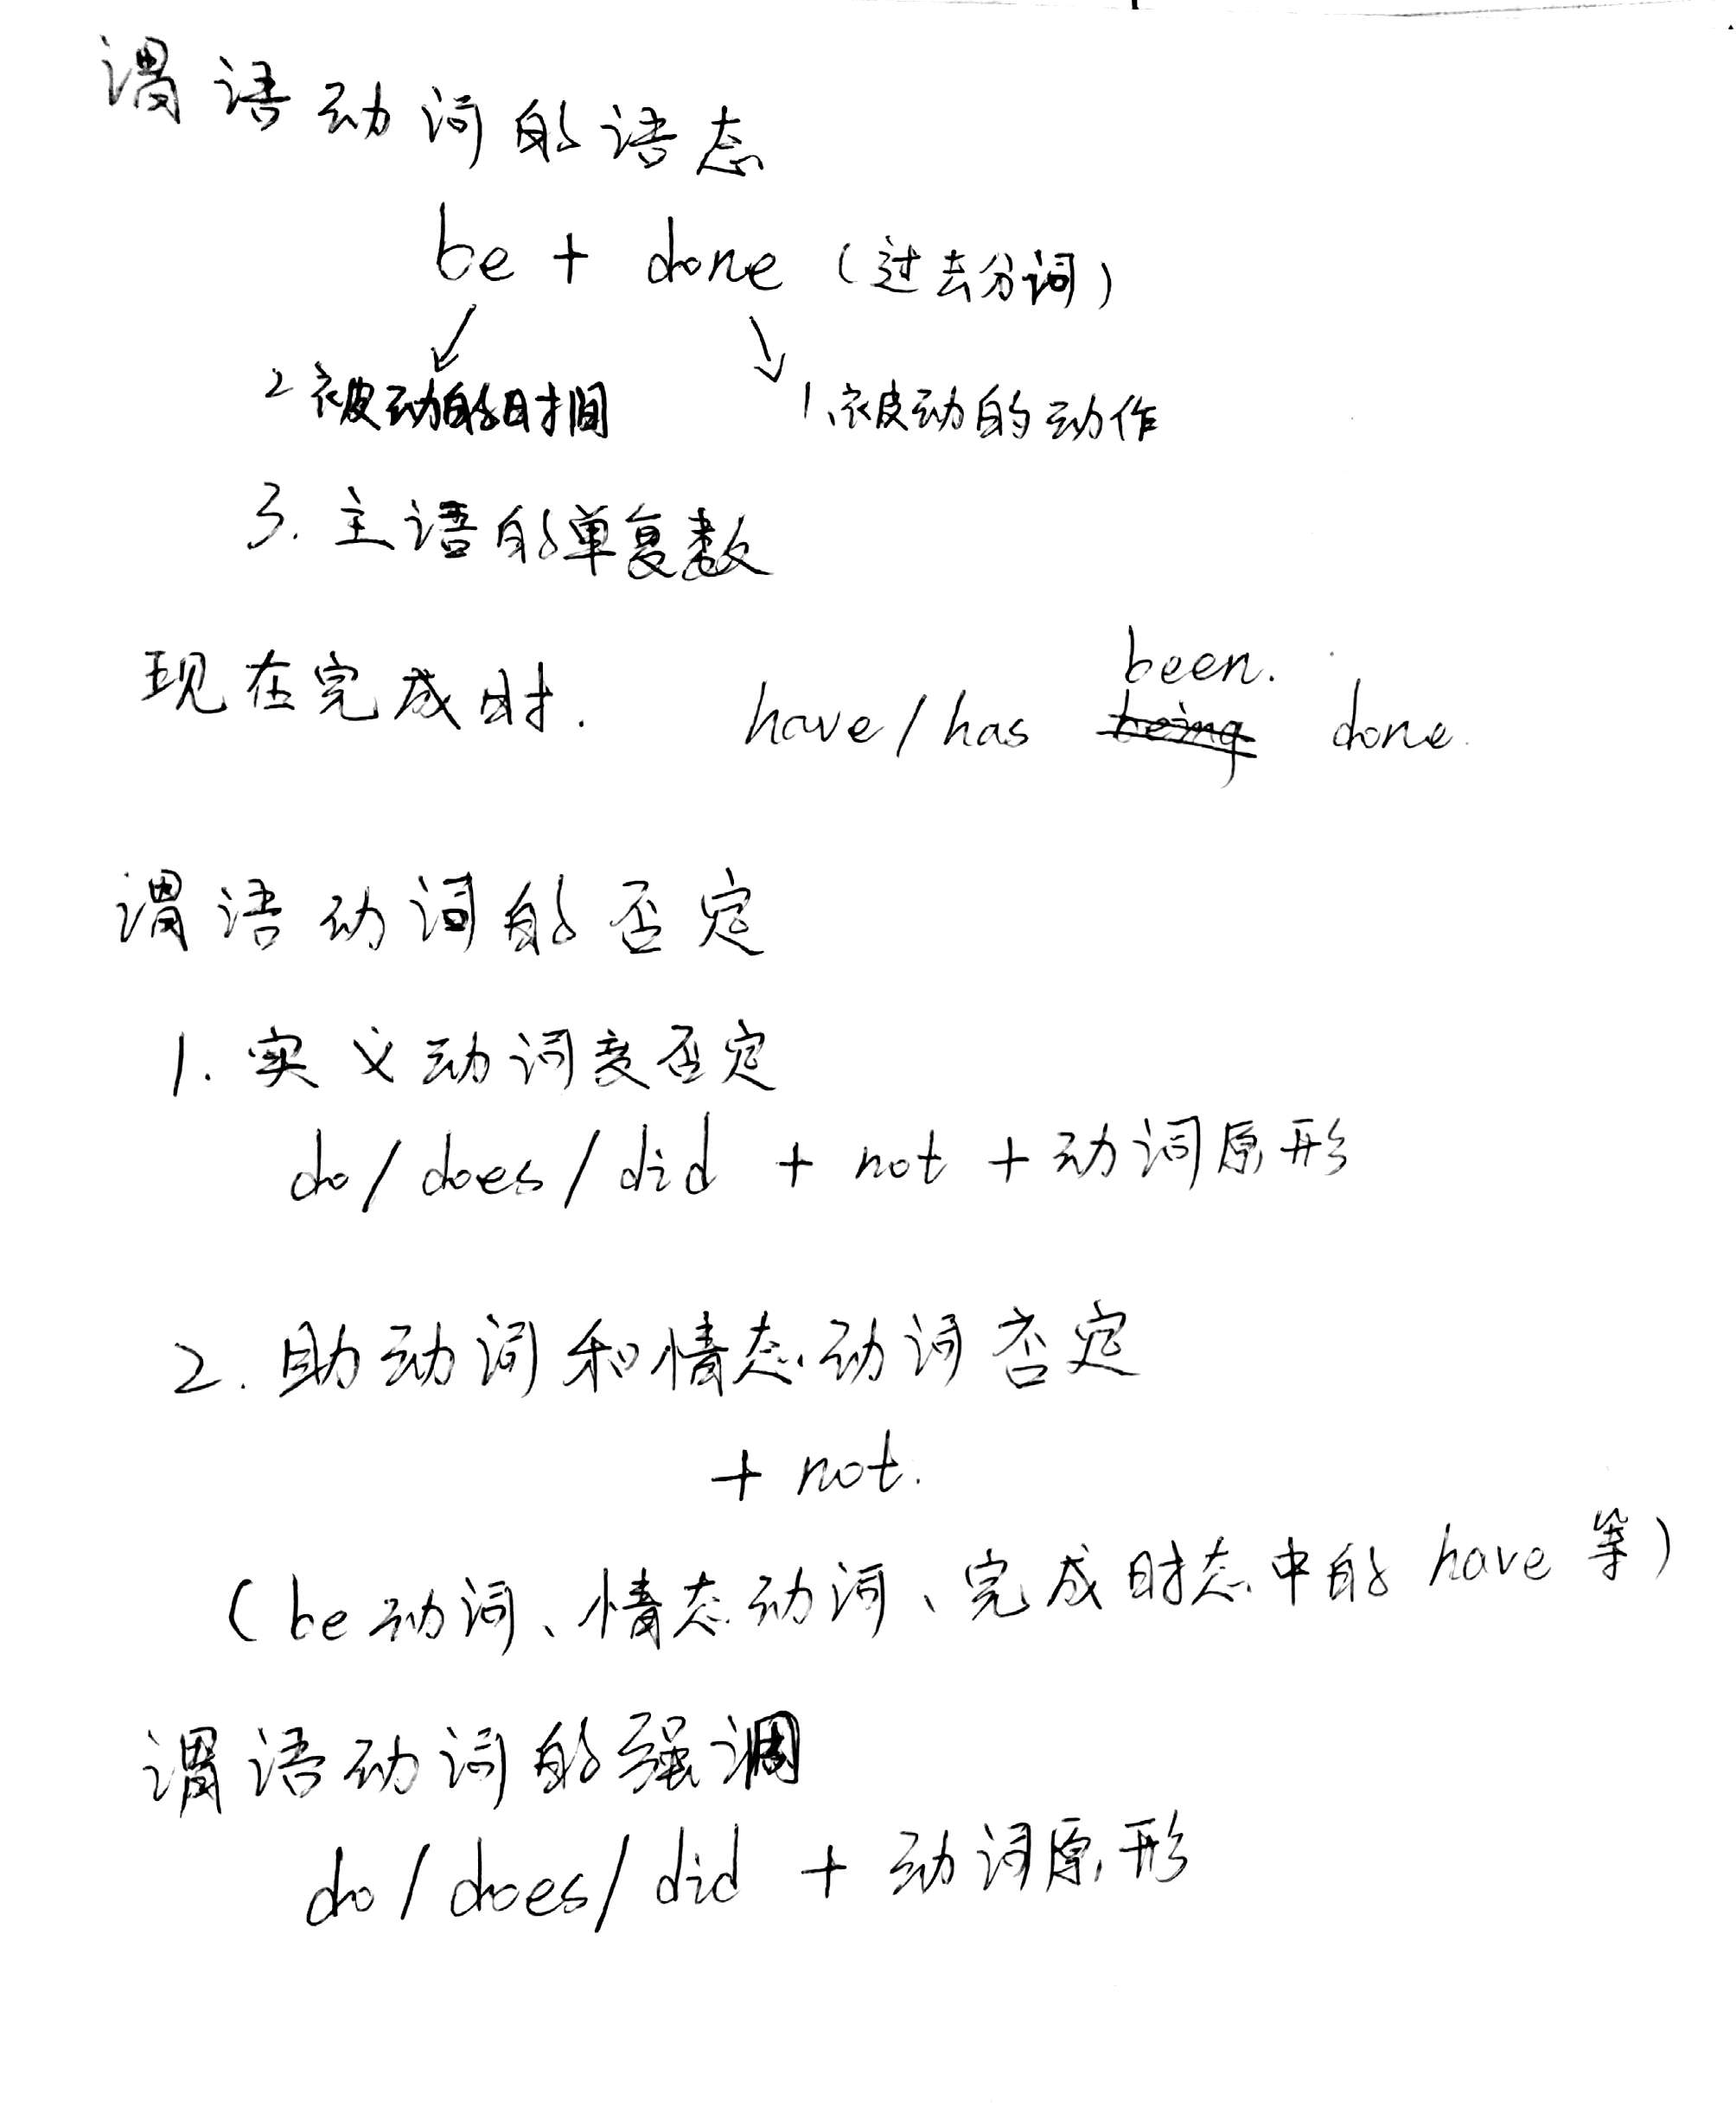 谓语动词的语态
be + done (过去分词)
2 被动的时间 1、被动的动作
3. 主语的单复数
been.
现在完成时. have/has being done.
谓语动词的否定
1. 实义动词变否定
do/does/did + not + 动词原形
2. 助动词和情态动词否定
+ not.
(be动词、情态动词、完成时态中的have等)
谓语动词的强调
do/does/did + 动词原形